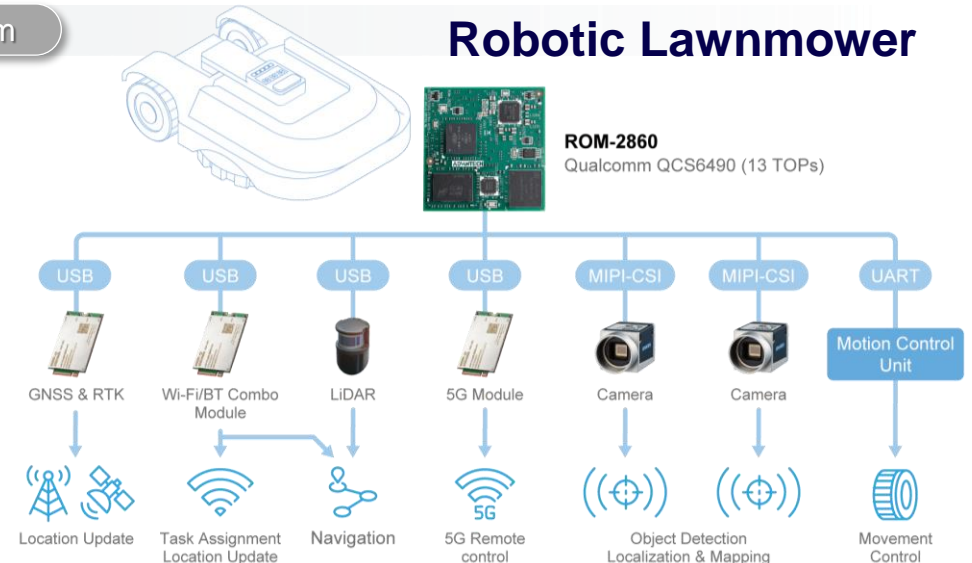 m
Robotic Lawnmower
ROM-2860
Qualcomm QCS6490 (13 TOPs)
USB
USB
USB
USB
MIPI-CSI
MIPI-CSI
UART
GNSS & RTK
Wi-Fi/BT Combo
Module
LiDAR
5G Module
Camera
Camera
Motion Control
Unit
Location Update
Task Assignment
Location Update
Navigation
5G
5G Remote
control
Object Detection
Localization & Mapping
Movement
Control